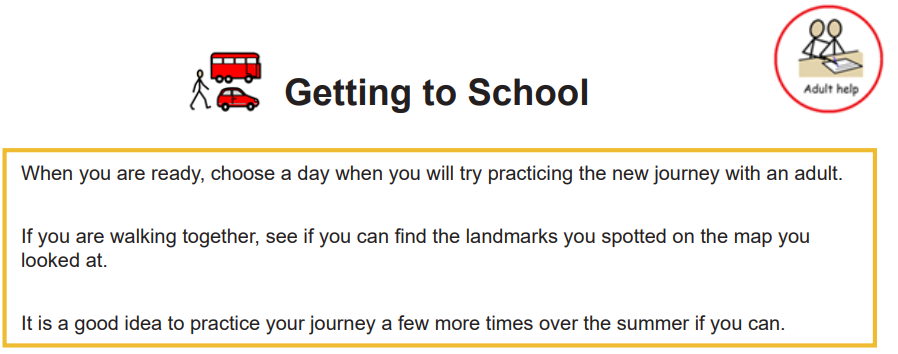 Adult help
Getting to School
When you are ready, choose a day when you will try practicing the new journey with an adult.
If you are walking together, see if you can find the landmarks you spotted on the map you
looked at.
It is a good idea to practice your journey a few more times over the summer if you can.